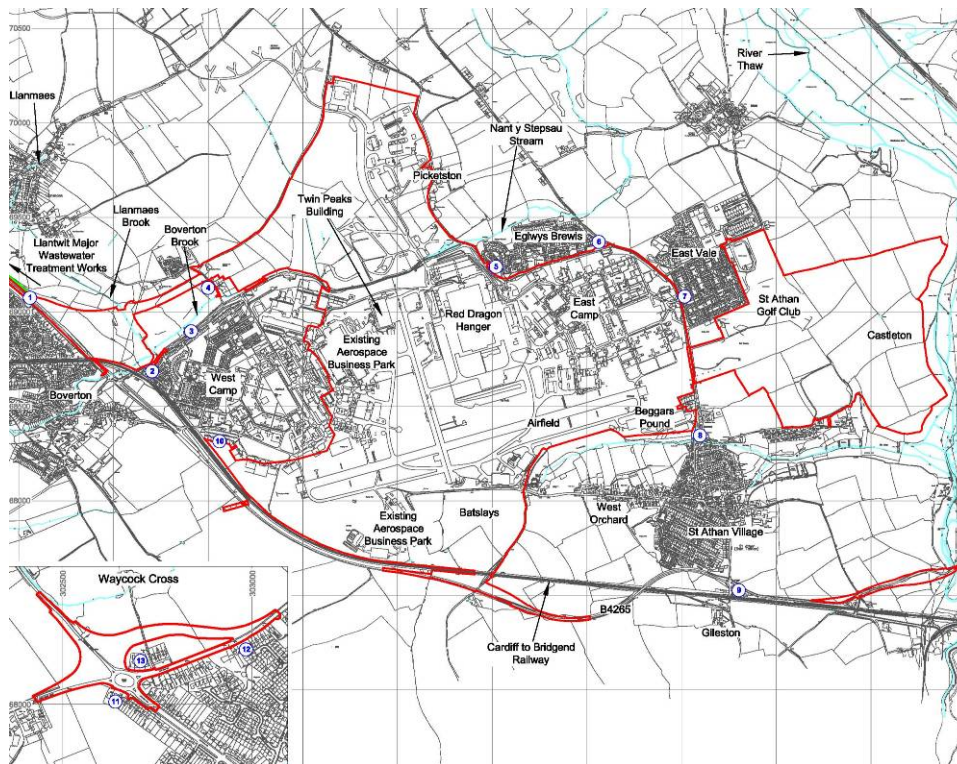 70500
Llanmaes
River
Thaw
70000
Nant y Stepsau
Stream
Picketston
Twin Peaks
Building
Llanmaes
Brook
Boverton
Brook
Eglwys Brewis
6
Llantwit Major
Wastewater
Treatment Works
East Vale
5
4
1
7
St Athan
Golf Club
East
Camp
Red Dragon
Hanger
3
Existing
Aerospace
Business Park
Castleton
2
West
Camp
Boverton
Beggars
Pound
Airfield
10
8
68000
Existing
Aerospace
Business Park
Batslays
West
Orchard
St Athan Village
Waycock Cross
302500
303000
B4265
9
Gileston
Cardiff to Bridgend
Railway
12
13
11
68000